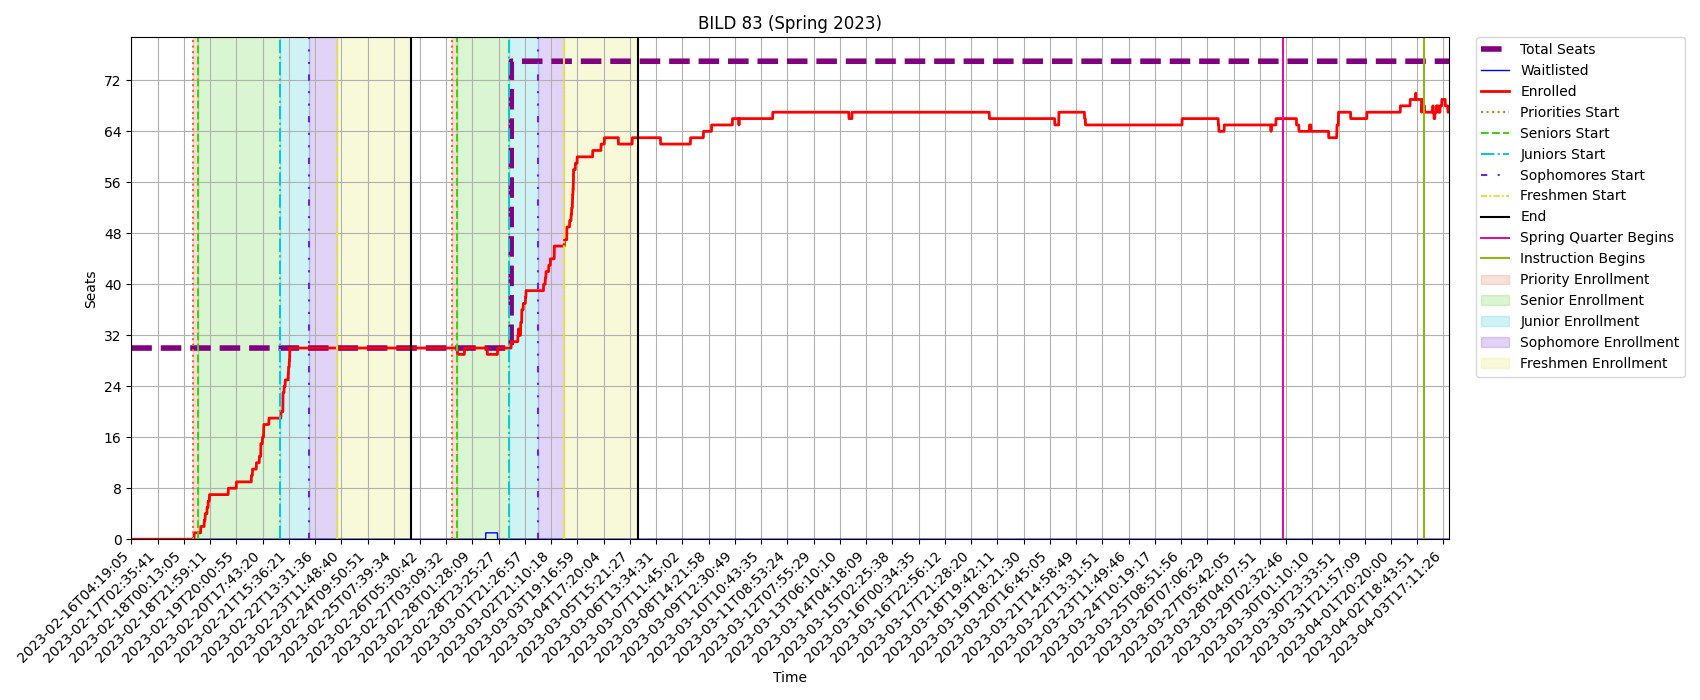 BILD 83 (Spring 2023)
Seats
72
64
56
48
40
32
24
16
8
0
2023-02-16T04:19:05
2023-02-17T02:35:41
2023-02-18T00:13:05
2023-02-18T21:59:11
2023-02-19T20:00:55
2023-02-20T17:43:20
2023-02-21T15:36:21
2023-02-22T13:31:36
2023-02-23T11:48:40
2023-02-24T09:50:51
2023-02-25T07:39:34
2023-02-26T05:30:42
2023-02-27T03:09:32
2023-02-28T01:28:09
2023-02-28T23:25:27
2023-03-01T21:26:57
2023-03-02T21:10:18
2023-03-03T19:16:59
2023-03-04T17:20:04
2023-03-05T15:21:27
2023-03-06T13:34:31
2023-03-07T11:45:02
2023-03-08T14:21:58
2023-03-09T12:30:49
2023-03-10T10:43:35
2023-03-11T08:53:24
2023-03-12T07:55:29
2023-03-13T06:10:10
2023-03-14T04:18:09
2023-03-15T02:25:38
2023-03-16T00:34:35
2023-03-16T22:56:12
2023-03-17T21:28:20
2023-03-18T19:42:11
2023-03-19T18:21:30
2023-03-20T16:45:05
2023-03-21T14:58:49
2023-03-22T13:31:51
2023-03-23T11:49:46
2023-03-24T10:19:17
2023-03-25T08:51:56
2023-03-26T07:06:29
2023-03-27T05:42:05
2023-03-28T04:07:51
2023-03-29T02:32:46
2023-03-30T01:10:10
2023-03-30T23:33:51
2023-03-31T21:57:09
2023-04-01T20:20:00
2023-04-02T18:43:51
2023-04-03T17:11:26
Time
Total Seats
Waitlisted
Enrolled
Priorities Start
Seniors Start
Juniors Start
Sophomores Start
Freshmen Start
End
Spring Quarter Begins
Instruction Begins
Priority Enrollment
Senior Enrollment
Junior Enrollment
Sophomore Enrollment
Freshmen Enrollment